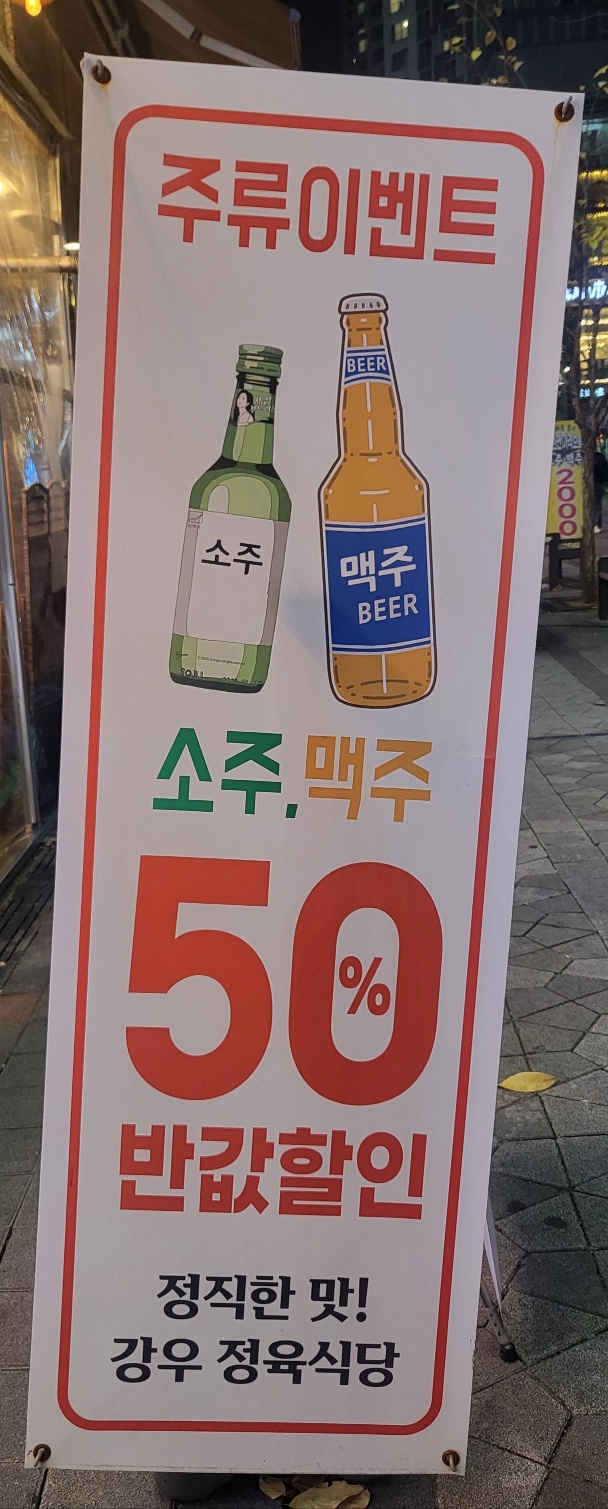 주류이벤트
BEER
소주
맥주
BEER
소주, 맥주
50%
반값할인
정직한 맛!
강우 정육식당
2000